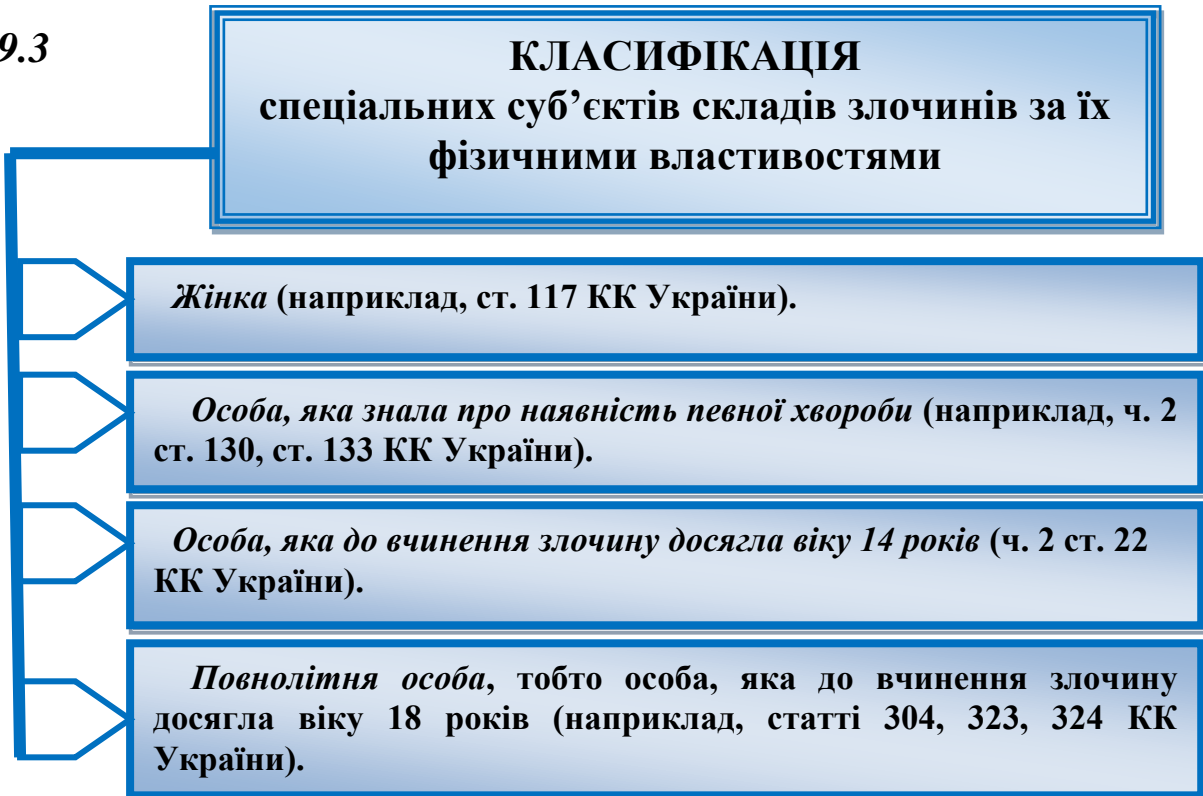 9.3
КЛАСИФІКАЦІЯ
спеціальних суб’єктів складів злочинів за їх
фізичними властивостями
Жінка (наприклад, ст. 117 КК України).
Особа, яка знала про наявність певної хвороби (наприклад, ч. 2
ст. 130, ст. 133 КК України).
Особа, яка до вчинення злочину досягла віку 14 років (ч. 2 ст. 22
КК України).
Повнолітня особа, тобто особа, яка до вчинення злочину
досягла віку 18 років (наприклад, статті 304, 323, 324 КК
України).